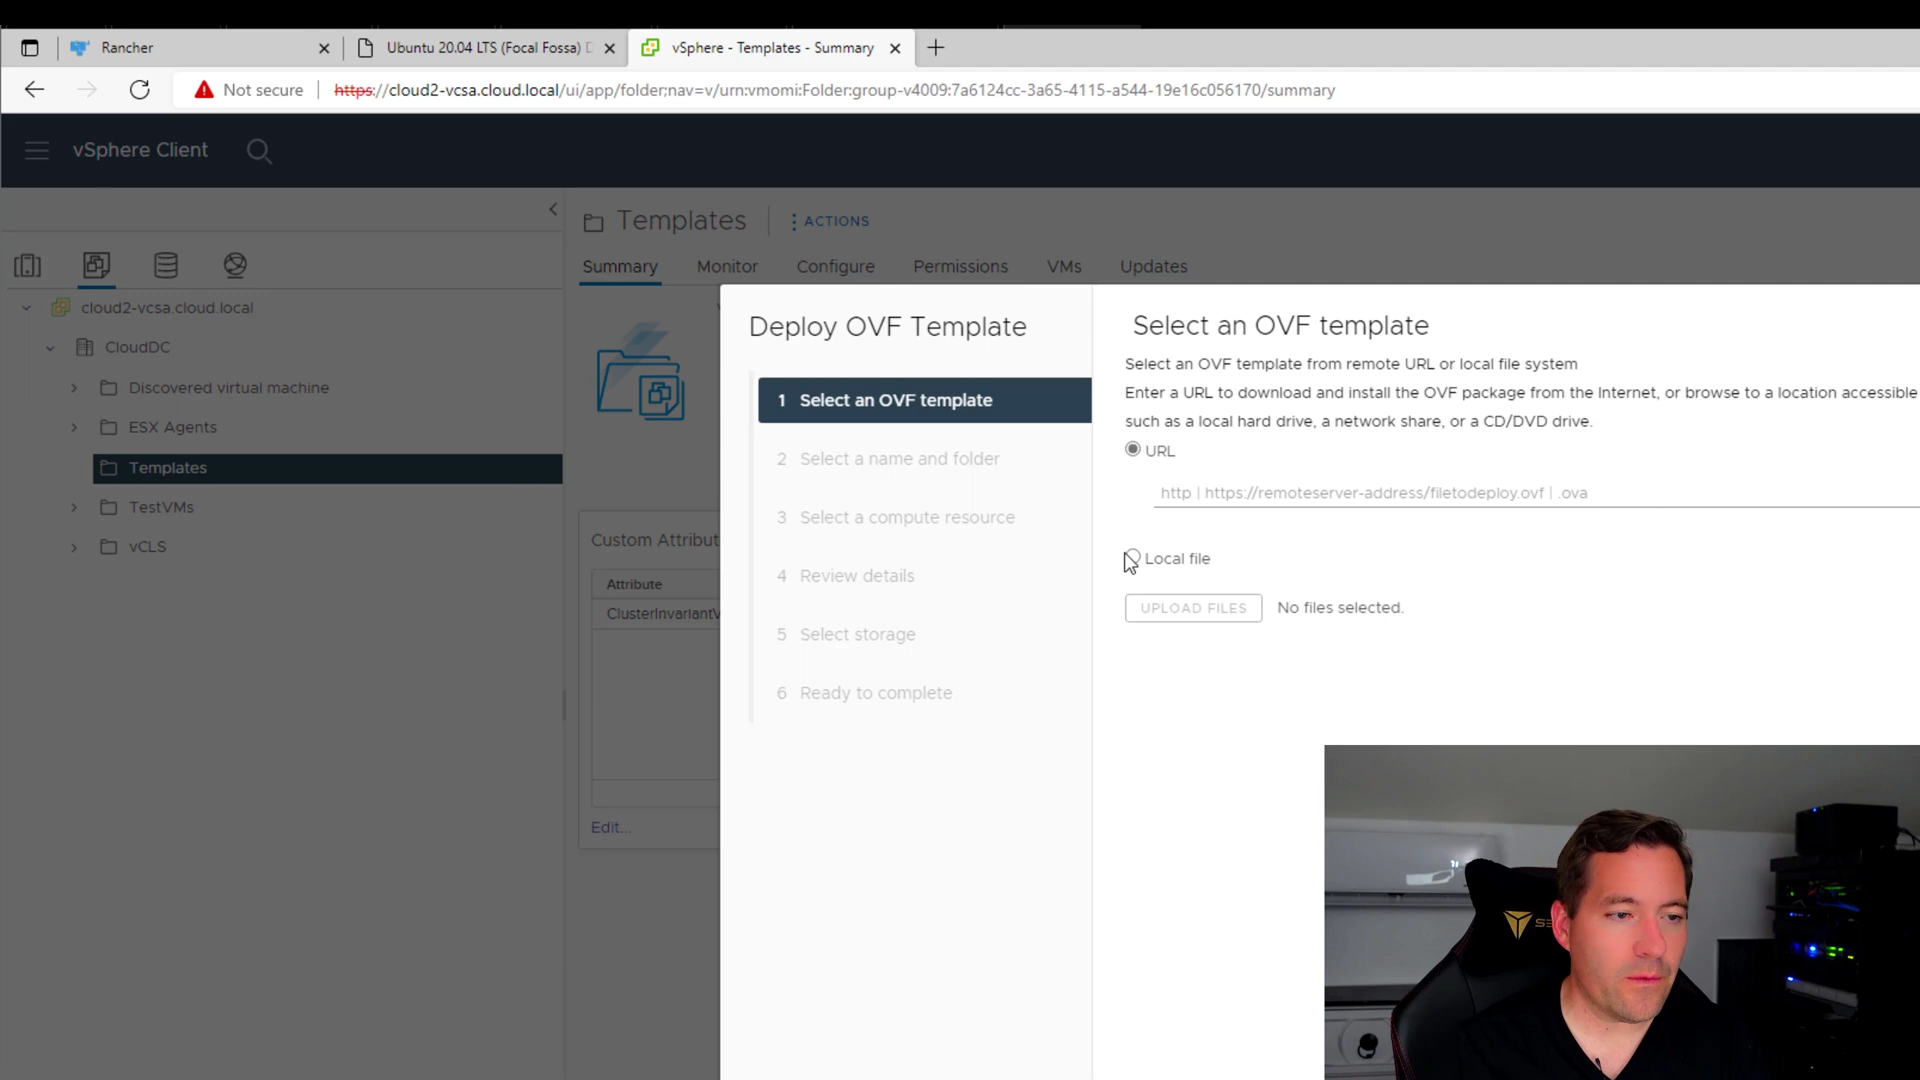 Rancher
Ubuntu 20.04 LTS (Focal Fossa) D
vSphere - Templates - Summary
Not secure
https://cloud2-vcsa.cloud.local/ui/app/folder;nav=v/urn:vmomi:Folder:group-v4009:7a6124cc-3a65-4115-a544-19e16c056170/summary
vSphere Client
Templates
ACTIONS
Summary
Monitor
Configure
Permissions
VMs
Updates
cloud2-vcsa.cloud.local
CloudDC
Discovered virtual machine
ESX Agents
Templates
TestVMs
vCLS
Custom Attribut
Attribute
ClusterInvariantV
Edit...
Deploy OVF Template
1 Select an OVF template
2 Select a name and folder
3 Select a compute resource
4 Review details
5 Select storage
6 Ready to complete
Select an OVF template
Select an OVF template from remote URL or local file system
Enter a URL to download and install the OVF package from the Internet, or browse to a location accessible
such as a local hard drive, a network share, or a CD/DVD drive.
URL
http | https://remoteserver-address/filetodeploy.ovf | .ova
Local file
UPLOAD FILES
No files selected.